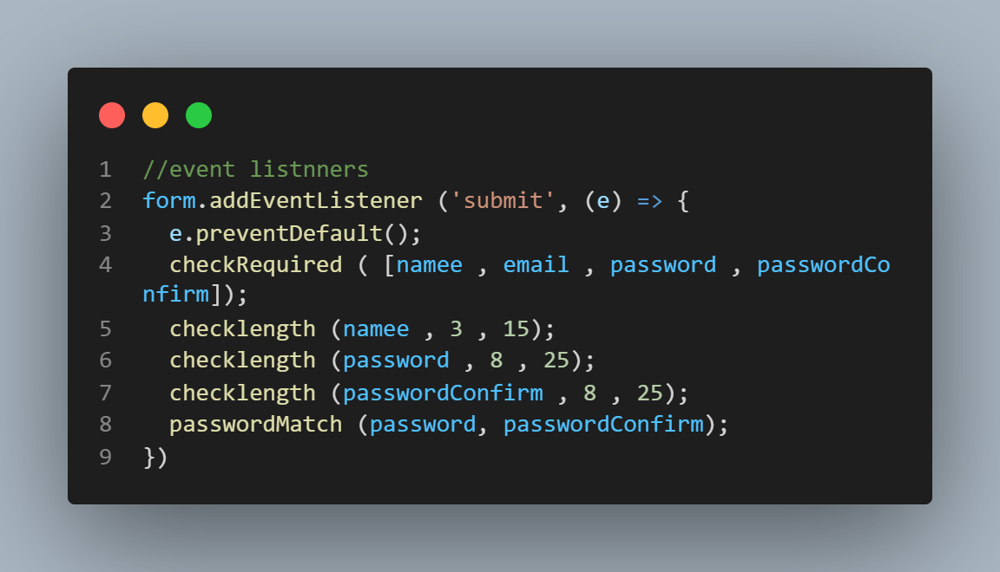 1 //event listnners
2 form.addEventListener ('submit', (e) => {
3 e.preventDefault();
4 checkRequired ( [namee , email , password , passwordCo
nfirm]);
5 checklength (namee , 3 , 15);
6 checklength (password , 8 , 25);
7 checklength (passwordConfirm , 8 , 25);
8 passwordMatch (password, passwordConfirm);
9 })